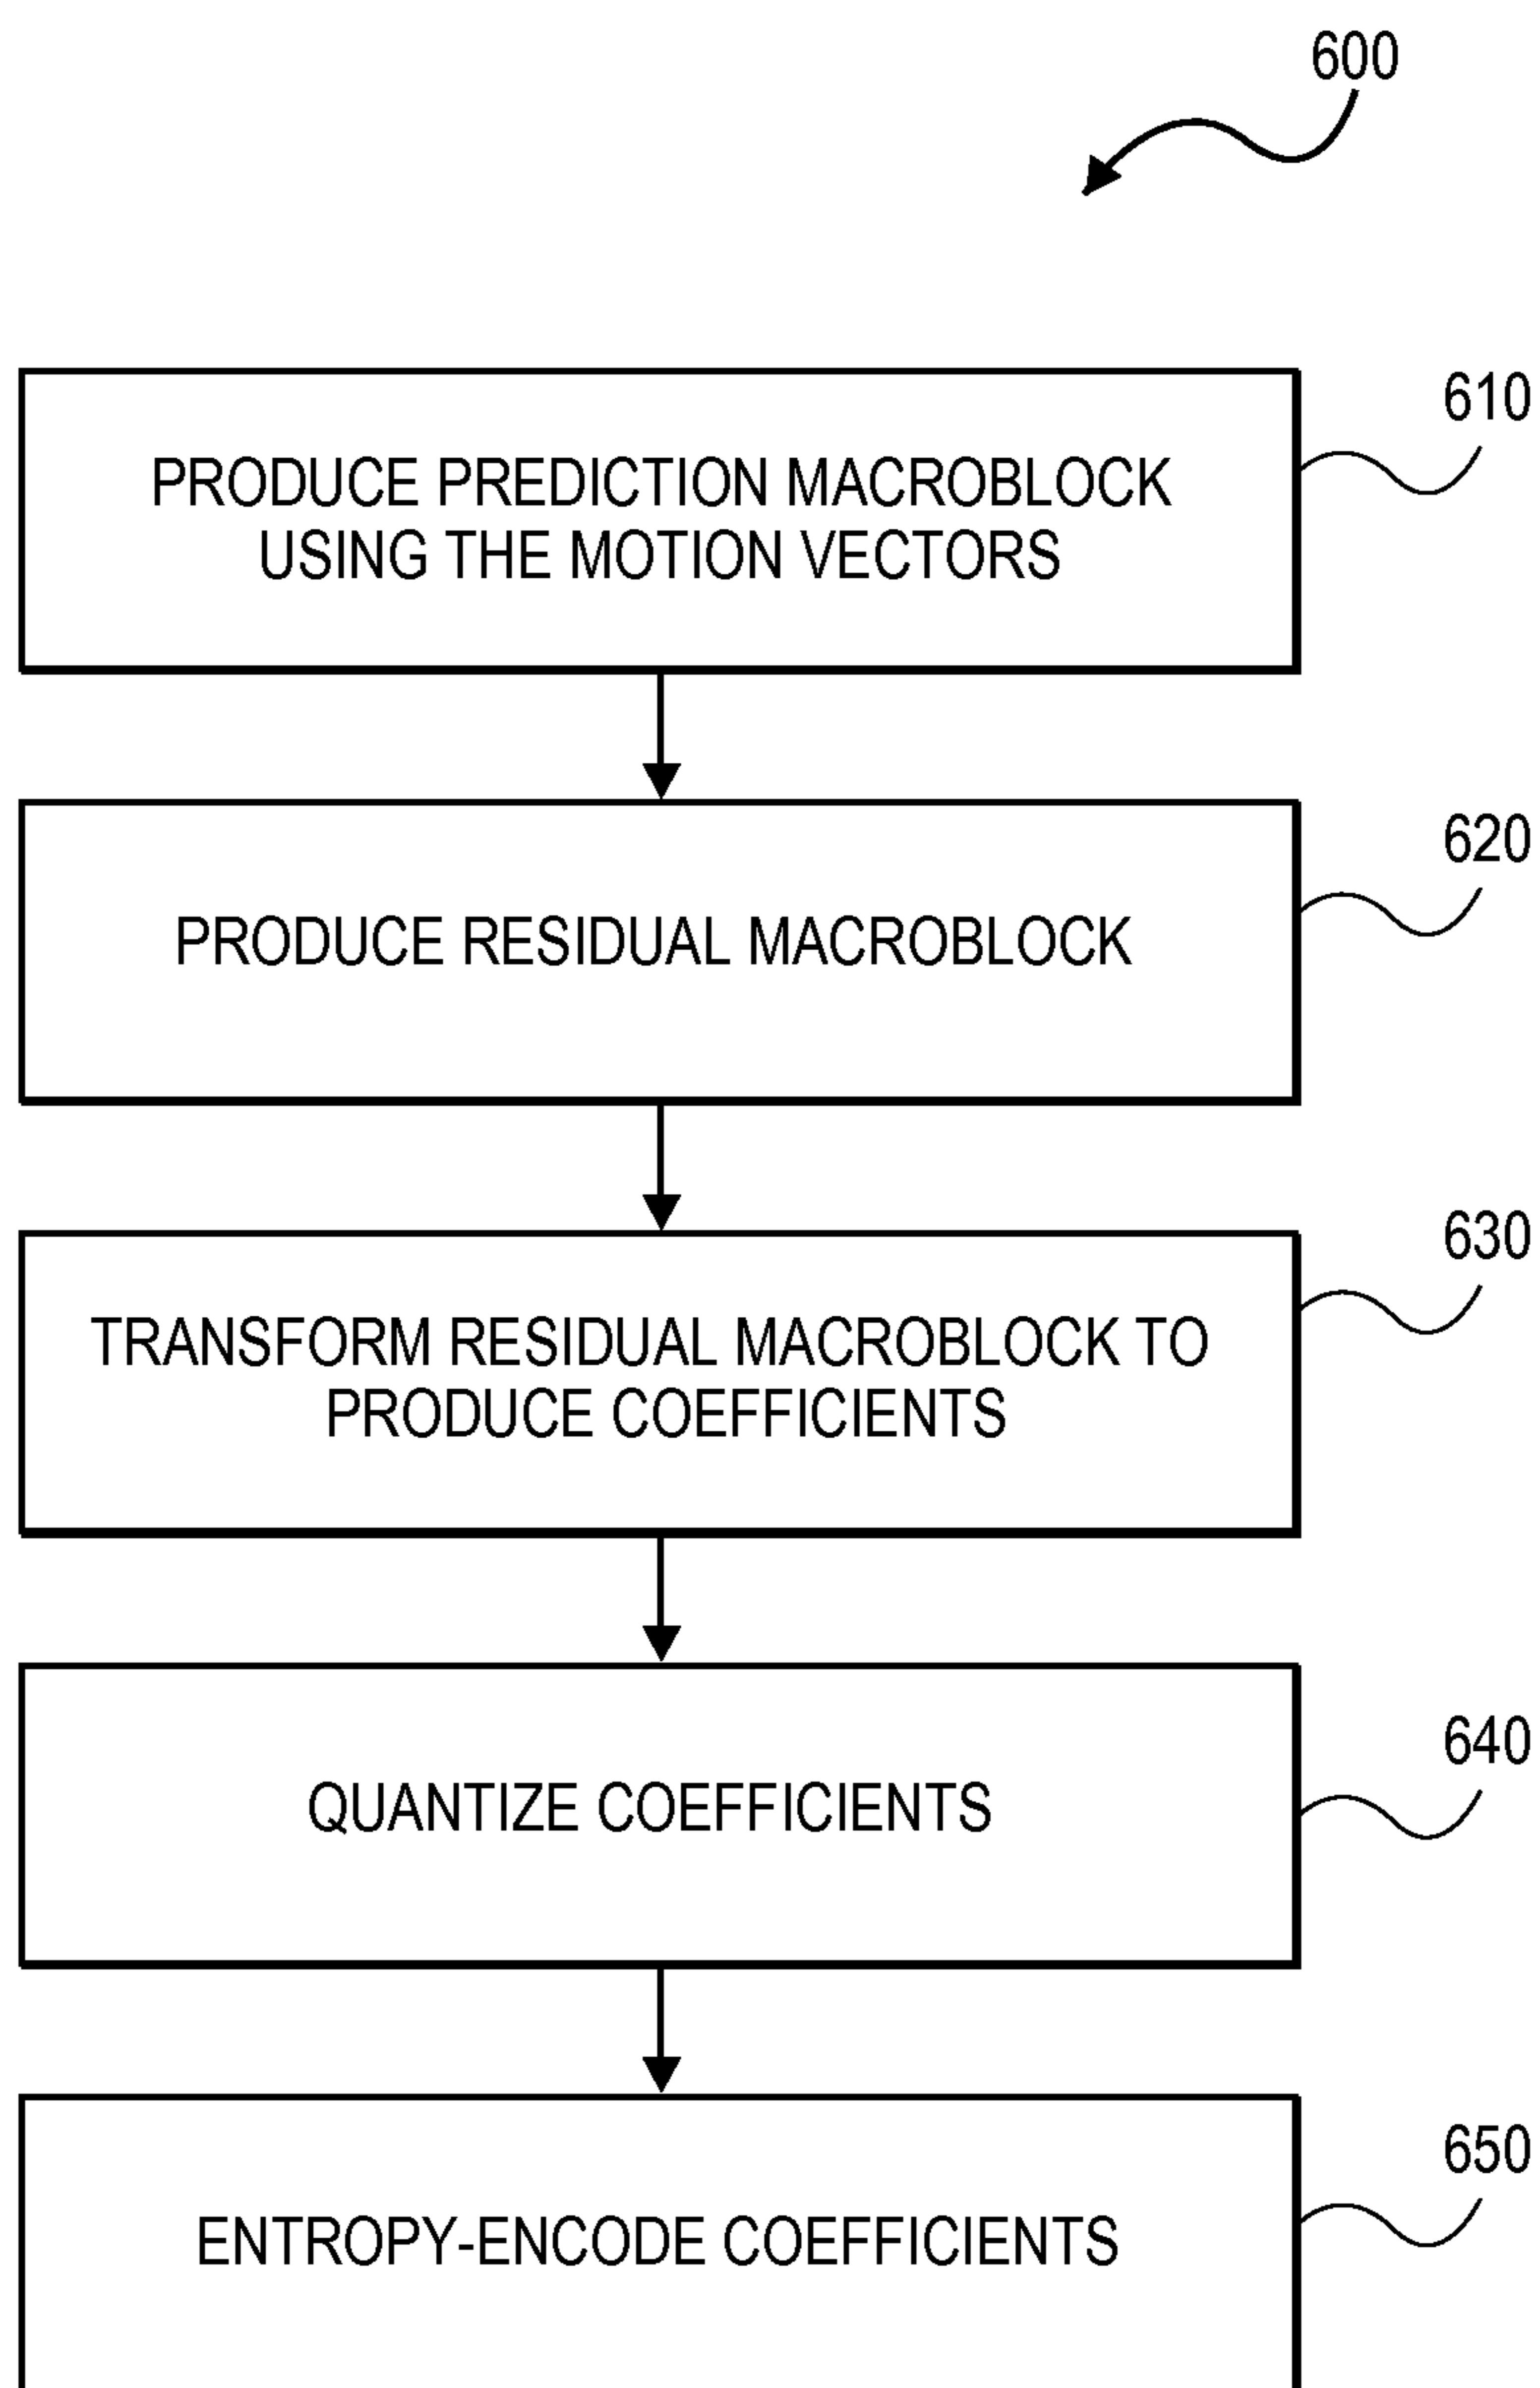 600
610
PRODUCE PREDICTION MACROBLOCK
USING THE MOTION VECTORS
620
PRODUCE RESIDUAL MACROBLOCK
630
TRANSFORM RESIDUAL MACROBLOCK TO
PRODUCE COEFFICIENTS
640
QUANTIZE COEFFICIENTS
650
ENTROPY-ENCODE COEFFICIENTS